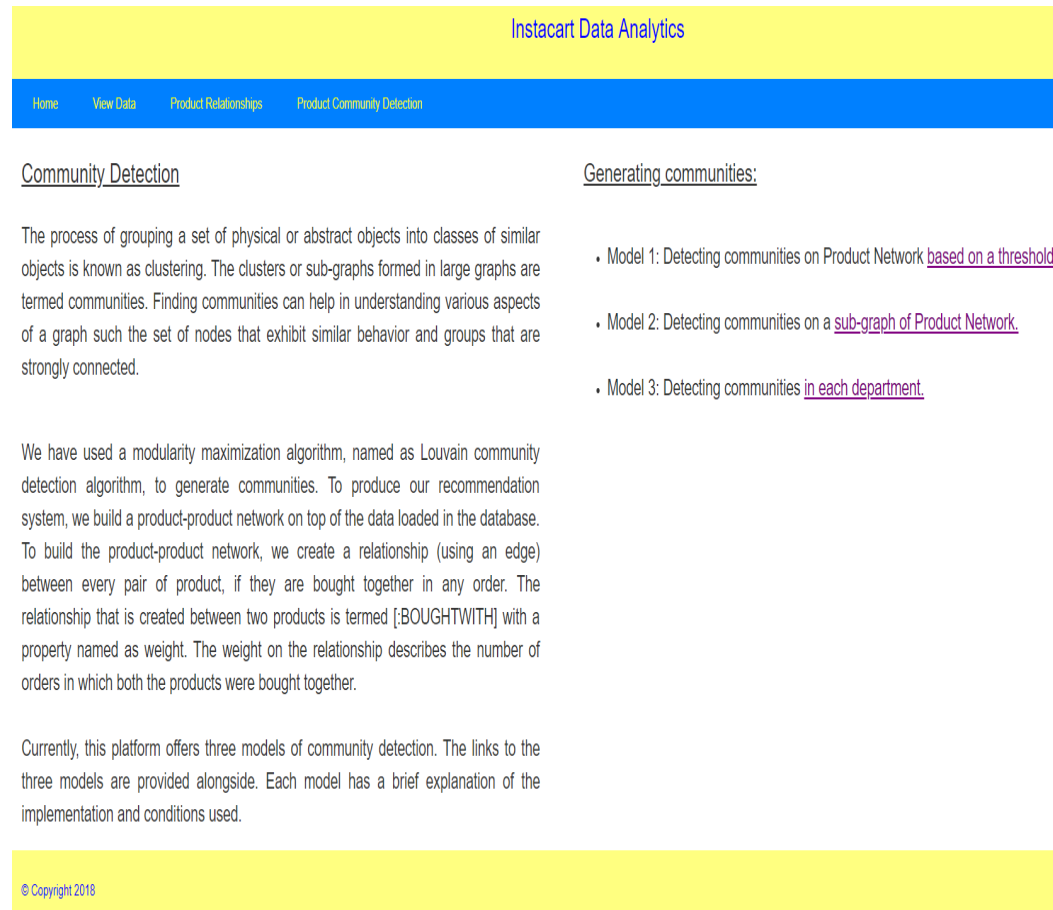 Instacart Data Analytics
Home View Data Product Relationships Product Community Detection
Community Detection
The process of grouping a set of physical or abstract objects into classes of similar
objects is known as clustering. The clusters or sub-graphs formed in large graphs are
termed communities. Finding communities can help in understanding various aspects
of a graph such the set of nodes that exhibit similar behavior and groups that are
strongly connected.
We have used a modularity maximization algorithm, named as Louvain community
detection algorithm, to generate communities. To produce our recommendation
system, we build a product-product network on top of the data loaded in the database.
To build the product-product network, we create a relationship (using an edge)
between every pair of product, if they are bought together in any order. The
relationship that is created between two products is termed [:BOUGHTWITH] with a
property named as weight. The weight on the relationship describes the number of
orders in which both the products were bought together.
Currently, this platform offers three models of community detection. The links to the
three models are provided alongside. Each model has a brief explanation of the
implementation and conditions used.
Generating communities:
• Model 1: Detecting communities on Product Network based on a threshold
• Model 2: Detecting communities on a sub-graph of Product Network.
• Model 3: Detecting communities in each department.
© Copyright 2018